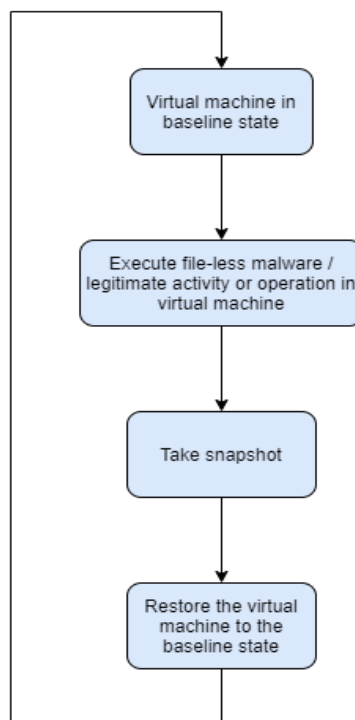 Virtual machine in
baseline state
Execute file-less malware /
legitimate activity or operation in
virtual machine
Take snapshot
Restore the virtual
machine to the
baseline state